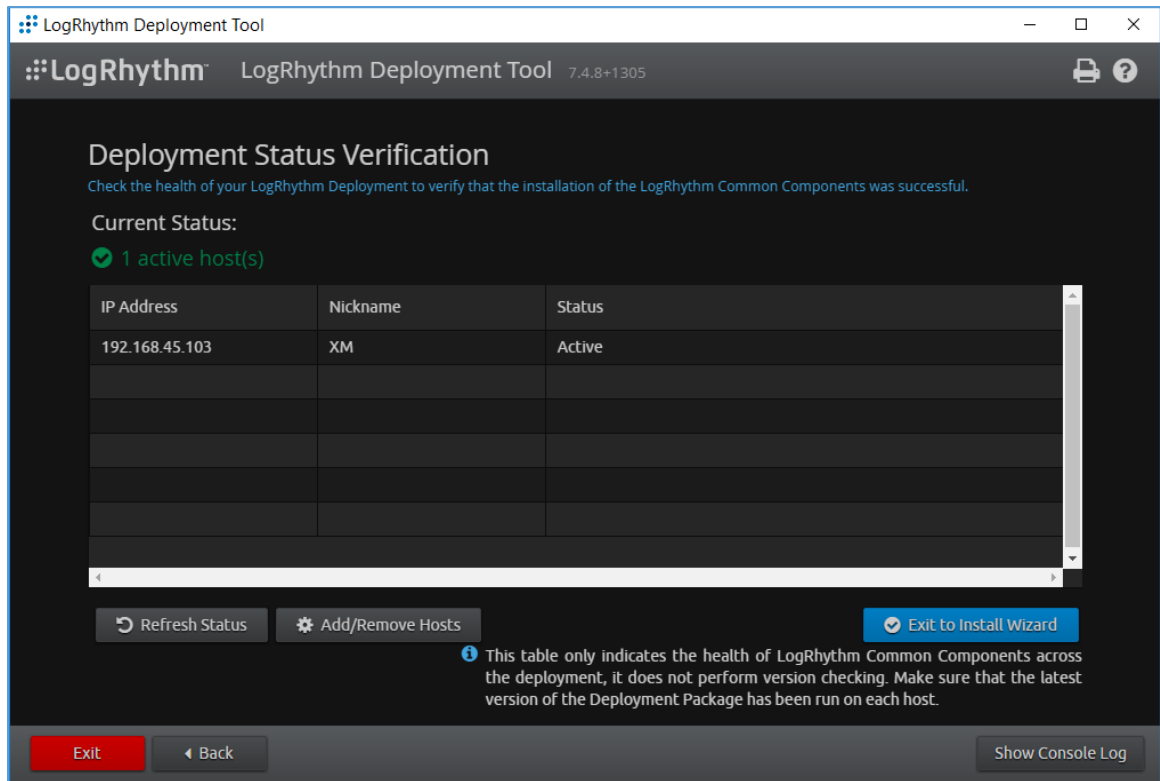 LogRhythm Deployment Tool
LogRhythm LogRhythm Deployment Tool 7.4.8+1305
Deployment Status Verification
Check the health of your LogRhythm Deployment to verify that the installation of the LogRhythm Common Components was successful.
Current Status:
1 active host(s)
IP Address Nickname Status
192.168.45.103 XM Active
Refresh Status Add/Remove Hosts Exit to Install Wizard
This table only indicates the health of LogRhythm Common Components across
the deployment, it does not perform version checking. Make sure that the latest
version of the Deployment Package has been run on each host.
Exit Back Show Console Log